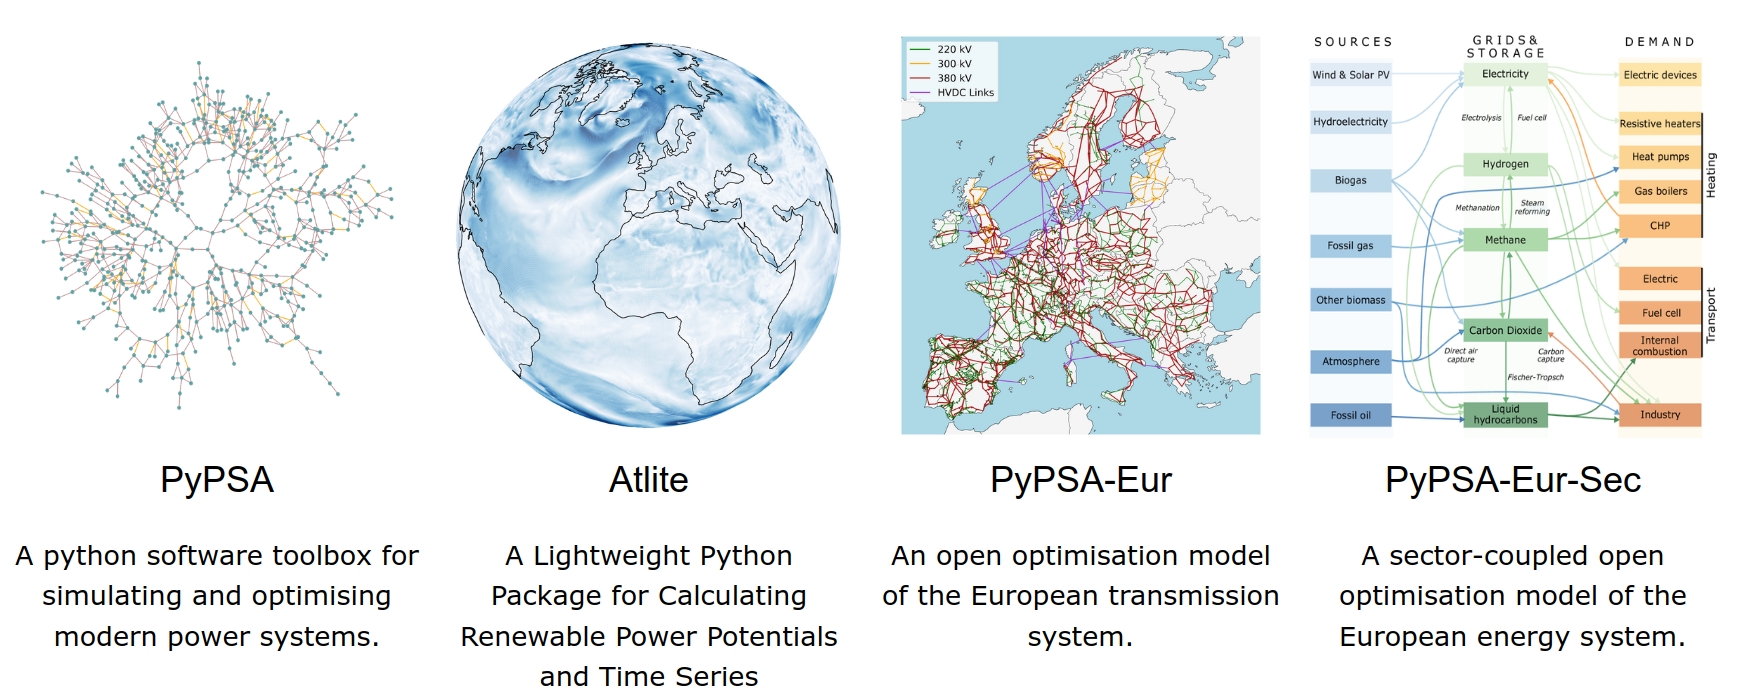 PyPSA
A python software toolbox for
simulating and optimising
modern power systems.
Atlite
A Lightweight Python
Package for Calculating
Renewable Power Potentials
and Time Series
220 kV
300 kV
380 kV
HVDC Links
PyPSA-Eur
An open optimisation model
of the European transmission
system.
SOURCES
GRIDS&
STORAGE
DEMAND
Wind & Solar PV
Hydroelectricity
Biogas
Fossil gas
Other biomass
Atmosphere
Fossil oil
Electricity
Electrolysis
Fuel cell
Hydrogen
Methanation
Steam
reforming
Methane
Carbon Dioxide
Direct air
capture
Carbon
capture
Fischer-Tropsch
Liquid
hydrocarbons
Electric devices
Resistive heaters
Heat pumps
Gas boilers
CHP
Heating
Electric
Fuel cell
Internal
combustion
Transport
Industry
PyPSA-Eur-Sec
A sector-coupled open
optimisation model of the
European energy system.